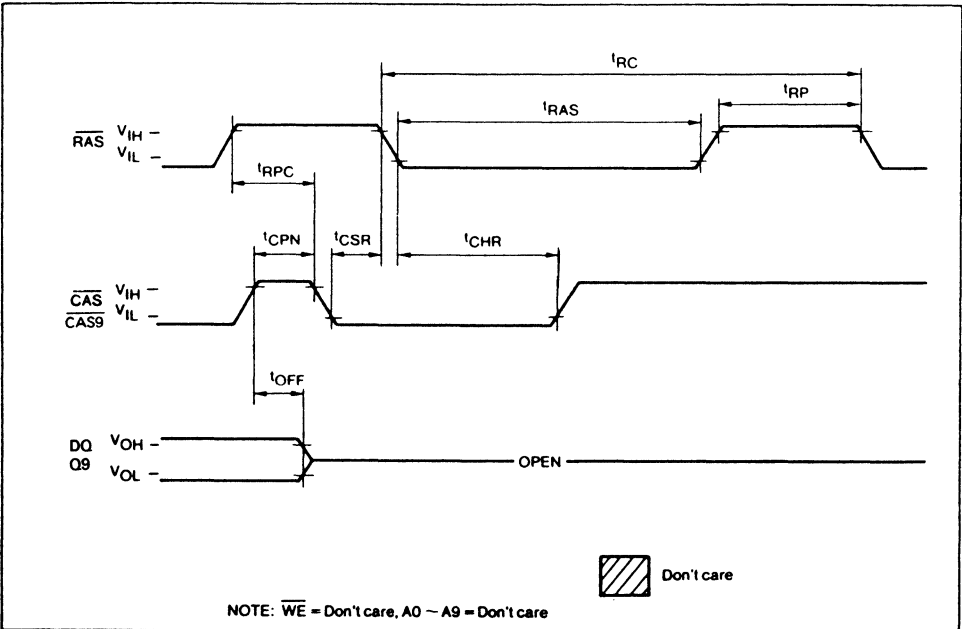 tRC
tRP
tRAS
RAS VIH
VIL
tRPC
tCPN tCSR tCHR
CAS VIH
CAS9 VIL
tOFF
DQ VOH
Q9 VOL
OPEN
Don't care
NOTE: WE = Don't care, A0 ~ A9 = Don't care